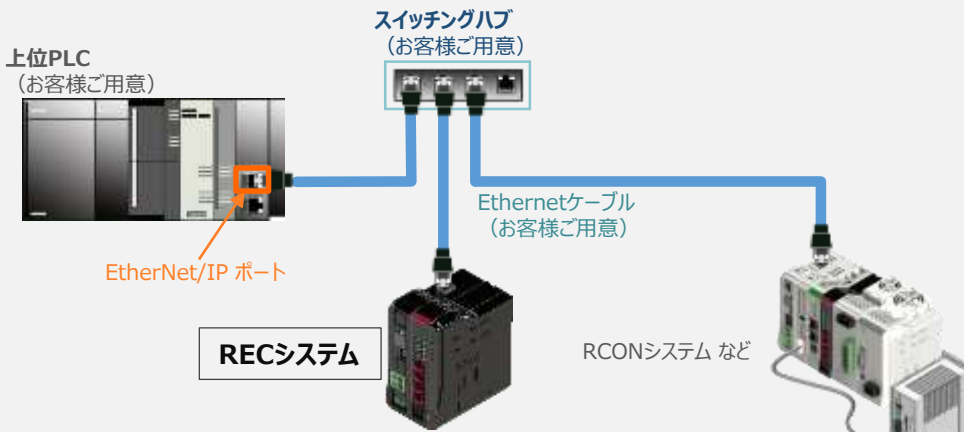 スイッチングハブ
（お客様ご用意）
上位PLC
（お客様ご用意）
Ethernetケーブル
（お客様ご用意）
EtherNet/IP ポート
RECシステム
RCONシステム など